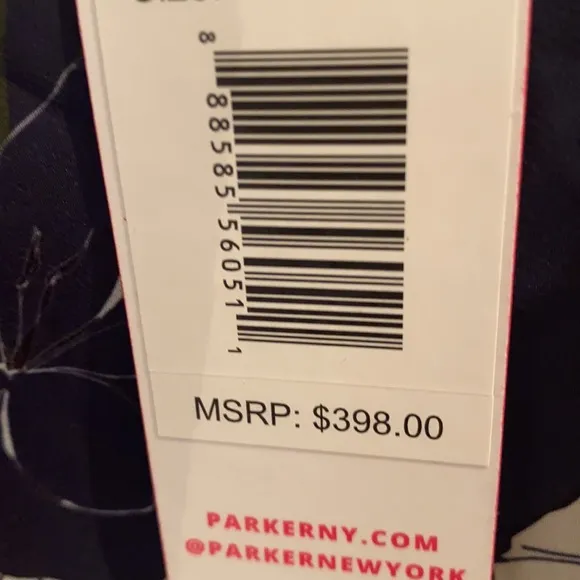 8 88585 56051 1
MSRP: $398.00
PARKERNY.COM
@PARKERNEWYORK